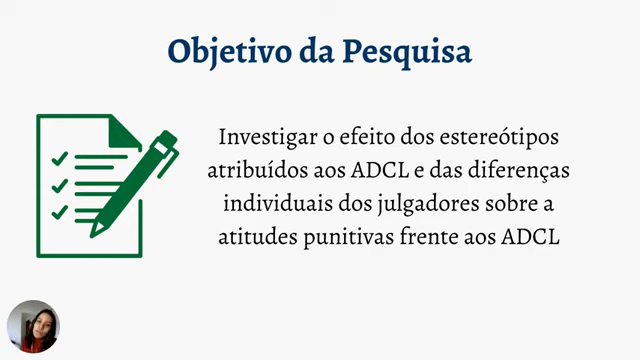 Objetivo da Pesquisa
Investigar o efeito dos estereótipos
atribuídos aos ADCL e das diferenças
individuais dos julgadores sobre a
atitudes punitivas frente aos ADCL